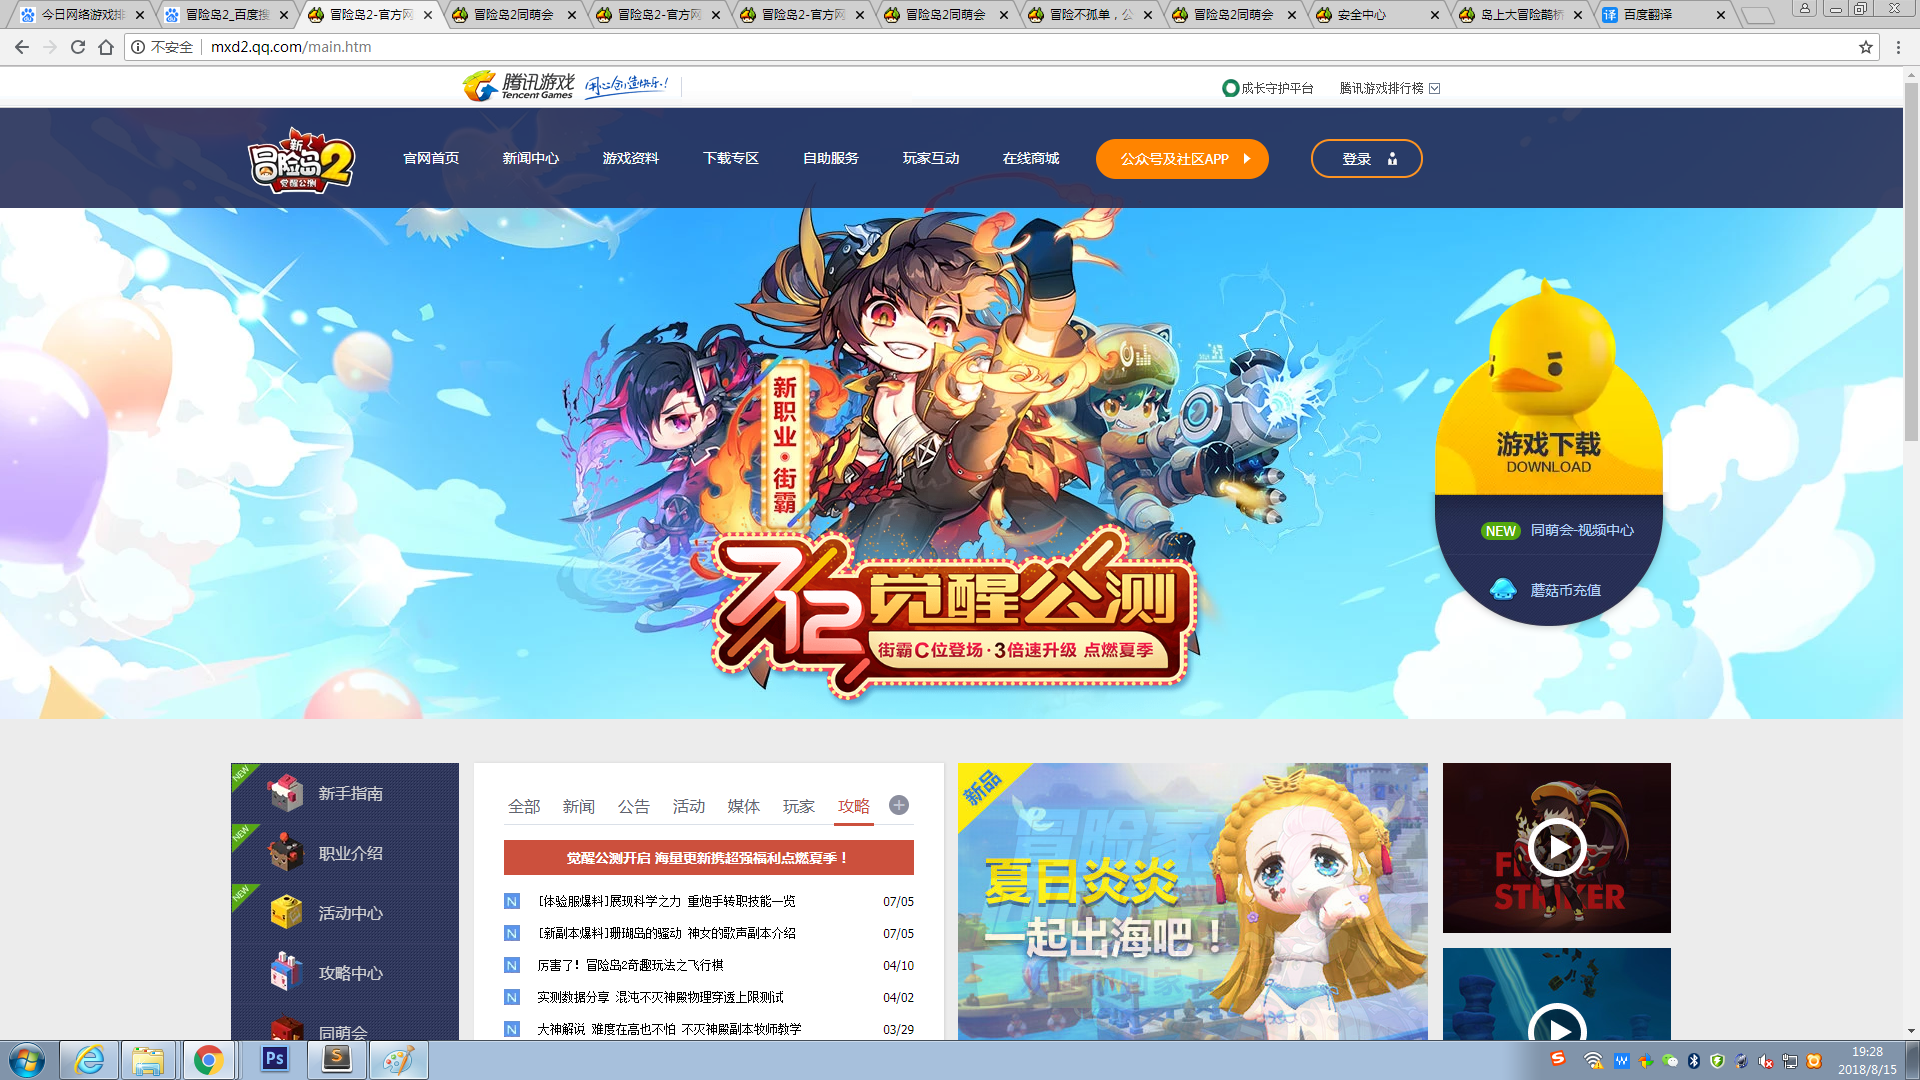 今日网络游戏排
冒险岛2_百度搜
冒险岛2-官方网
冒险岛2同萌会
冒险岛2-官方网
冒险岛2-官方网
冒险岛2同萌会
冒险不孤单，公
冒险岛2同萌会
安全中心
岛上大冒险鹊桥
译 百度翻译
不安全 mxd2.qq.com/main.htm
腾讯游戏 用心创造快乐!
Tencent Games
成长守护平台 腾讯游戏排行榜
新 冒险岛2
觉醒公测
官网首页 新闻中心 游戏资料 下载专区 自助服务 玩家互动 在线商城 公众号及社区APP 登录
新职业·街霸
7/12 觉醒公测
街霸C位登场·3倍速升级 点燃夏季
游戏下载
DOWNLOAD
NEW 同萌会-视频中心
蘑菇币充值
NEW 新手指南
NEW 职业介绍
NEW 活动中心
攻略中心
同萌会
全部 新闻 公告 活动 媒体 玩家 攻略
觉醒公测开启 海量更新携超强福利点燃夏季！
N [体验服爆料]展现科学之力 重炮手转职技能一览 07/05
N [新副本爆料]珊瑚岛的骚动 神女的歌声副本介绍 07/05
N 厉害了！冒险岛2奇趣玩法之飞行棋 04/10
N 实测数据分享 混沌不灭神殿物理穿透上限测试 04/02
N 大神解说 难度在高也不怕 不灭神殿副本牧师教学 03/29
新品
夏日炎炎
一起出海吧！
STRIKER
Ps
S
19:28
2018/8/15